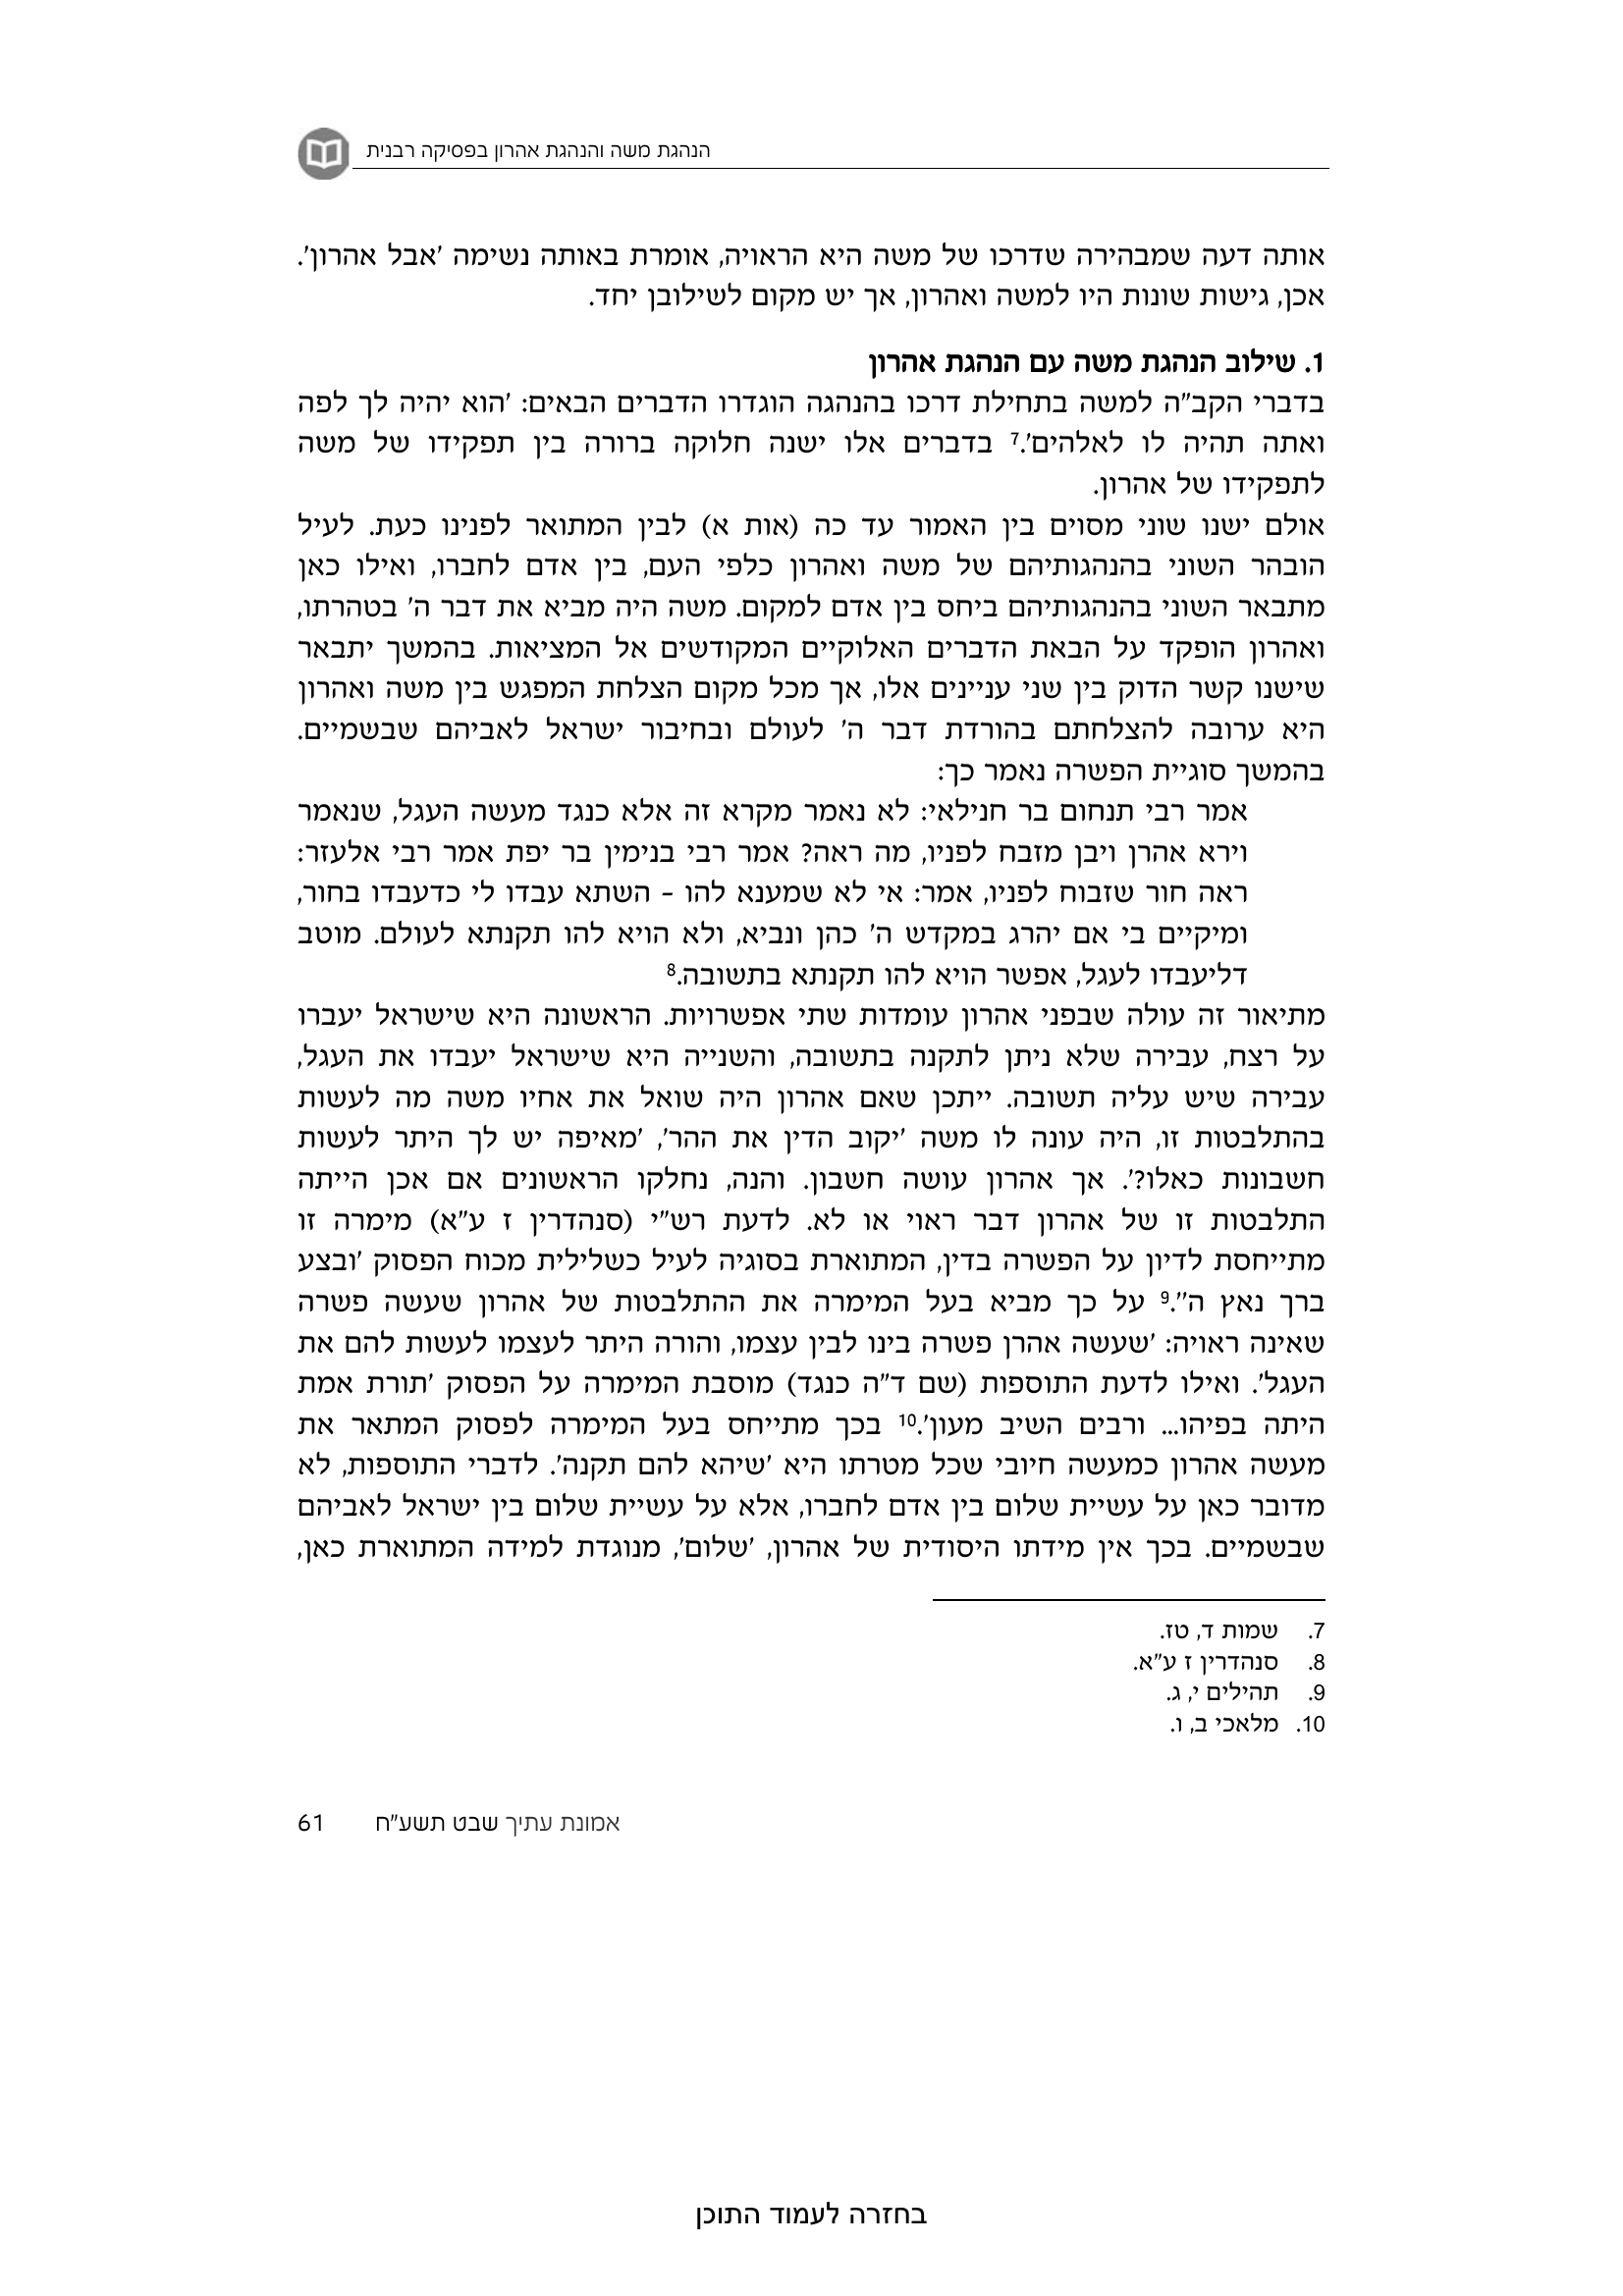 הנהגת משה והנהגת אהרון בפסיקה רבנית
אותה דעה שמבהירה שדרכו של משה היא הראויה, אומרת באותה נשימה 'אבל אהרון'.
אכן, גישות שונות היו למשה ואהרון, אך יש מקום לשילובן יחד.
1. שילוב הנהגת משה עם הנהגת אהרון
בדברי הקב"ה למשה בתחילת דרכו בהנהגה הוגדרו הדברים הבאים: 'הוא יהיה לך לפה
ואתה תהיה לו לאלהים'.7 בדברים אלו ישנה חלוקה ברורה בין תפקידו של משה
לתפקידו של אהרון.
אולם ישנו שוני מסוים בין האמור עד כה (אות א) לבין המתואר לפנינו כעת. לעיל
הובהר השוני בהנהגותיהם של משה ואהרון כלפי העם, בין אדם לחברו, ואילו כאן
מתבאר השוני בהנהגותיהם ביחס בין אדם למקום. משה היה מביא את דבר ה' בטהרתו,
ואהרון הופקד על הבאת הדברים האלוקיים המקודשים אל המציאות. בהמשך יתבאר
שישנו קשר הדוק בין שני עניינים אלו, אך מכל מקום הצלחת המפגש בין משה ואהרון
היא ערובה להצלחתם בהורדת דבר ה' לעולם ובחיבור ישראל לאביהם שבשמיים.
בהמשך סוגיית הפשרה נאמר כך:
אמר רבי תנחום בר חנילאי: לא נאמר מקרא זה אלא כנגד מעשה העגל, שנאמר
וירא אהרן ויבן מזבח לפניו, מה ראה? אמר רבי בנימין בר יפת אמר רבי אלעזר:
ראה חור שזבוח לפניו, אמר: אי לא שמענא להו - השתא עבדו לי כדעבדו בחור,
ומיקיים בי אם יהרג במקדש ה' כהן ונביא, ולא הויא להו תקנתא לעולם. מוטב
דליעבדו לעגל, אפשר הויא להו תקנתא בתשובה.8
מתיאור זה עולה שבפני אהרון עומדות שתי אפשרויות. הראשונה היא שישראל יעברו
על רצח, עבירה שלא ניתן לתקנה בתשובה, והשנייה היא שישראל יעבדו את העגל,
עבירה שיש עליה תשובה. ייתכן שאם אהרון היה שואל את אחיו משה מה לעשות
בהתלבטות זו, היה עונה לו משה 'יקוב הדין את ההר', 'מאיפה יש לך היתר לעשות
חשבונות כאלו?'. אך אהרון עושה חשבון. והנה, נחלקו הראשונים אם אכן הייתה
התלבטות זו של אהרון דבר ראוי או לא. לדעת רש"י (סנהדרין ז ע"א) מימרה זו
מתייחסת לדיון על הפשרה בדין, המתוארת בסוגיה לעיל כשלילית מכוח הפסוק 'ובצע
ברך נאץ ה''.9 על כך מביא בעל המימרה את ההתלבטות של אהרון שעשה פשרה
שאינה ראויה: 'שעשה אהרן פשרה בינו לבין עצמו, והורה היתר לעצמו לעשות להם את
העגל'. ואילו לדעת התוספות (שם ד"ה כנגד) מוסבת המימרה על הפסוק 'תורת אמת
היתה בפיהו... ורבים השיב מעון'.10 בכך מתייחס בעל המימרה לפסוק המתאר את
מעשה אהרון כמעשה חיובי שכל מטרתו היא 'שיהא להם תקנה'. לדברי התוספות, לא
מדובר כאן על עשיית שלום בין אדם לחברו, אלא על עשיית שלום בין ישראל לאביהם
שבשמיים. בכך אין מידתו היסודית של אהרון, 'שלום', מנוגדת למידה המתוארת כאן,
7. שמות ד, טז.
8. סנהדרין ז ע"א.
9. תהילים י, ג.
10. מלאכי ב, ו.
אמונת עתיך שבט תשע"ח 61
בחזרה לעמוד התוכן